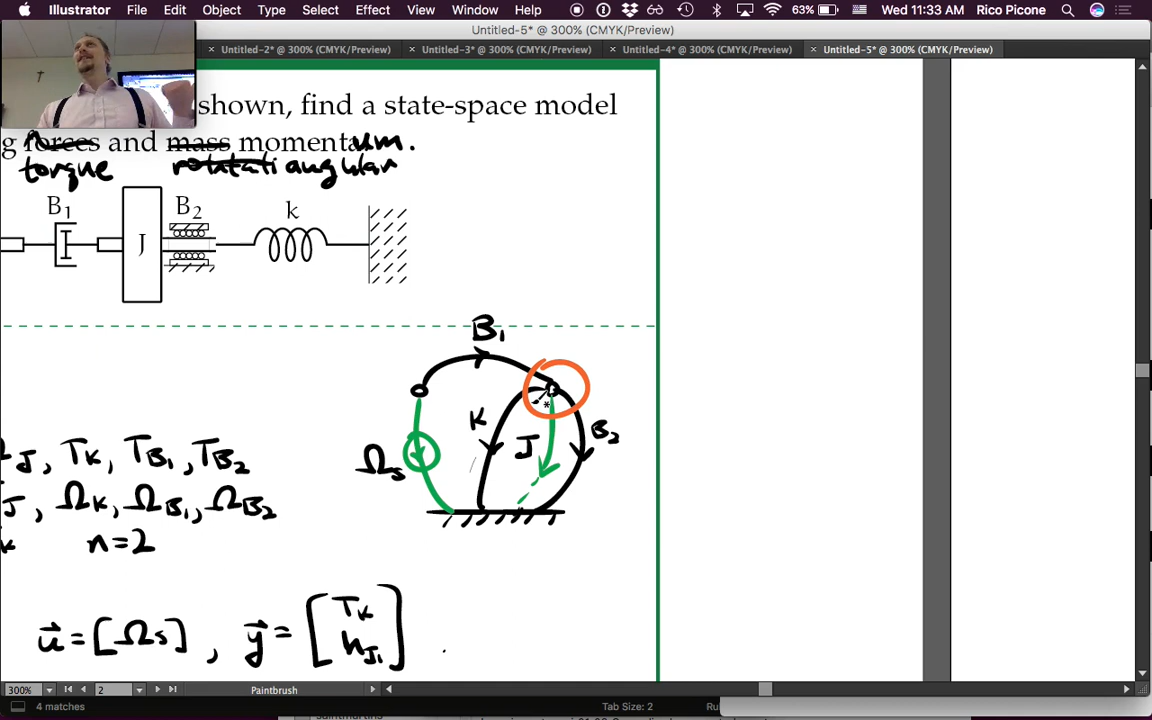 Illustrator File Edit Object Type Select Effect View Window Help 63% Wed 11:33 AM Rico Picone
Untitled-5* @ 300% (CMYK/Preview)
Untitled-2* @ 300% (CMYK/Preview) Untitled-3* @ 300% (CMYK/Preview) Untitled-4* @ 300% (CMYK/Preview) Untitled-5* @ 300% (CMYK/Preview)
shown, find a state-space model
g forces and mass momentum.
torque rotati angular
B₁ J B₂ k
B₁
K J B₂
Ωs
J, TK, TB₁, TB₂
J, ΩK, ΩB₁, ΩB₂
k n=2
u⃗ = [Ωs], y⃗ = [TK
hJ₁]
300% 2 Paintbrush
4 matches Tab Size: 2 Ru